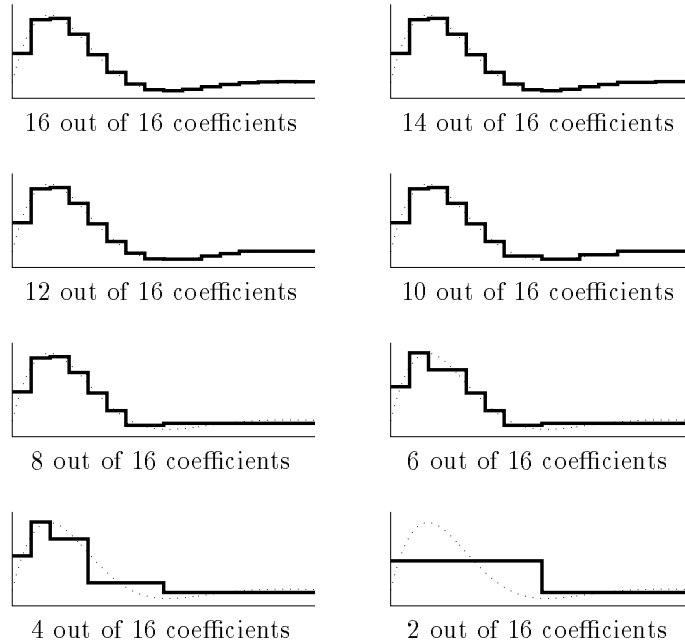 16 out of 16 coefficients
14 out of 16 coefficients
12 out of 16 coefficients
10 out of 16 coefficients
8 out of 16 coefficients
6 out of 16 coefficients
4 out of 16 coefficients
2 out of 16 coefficients